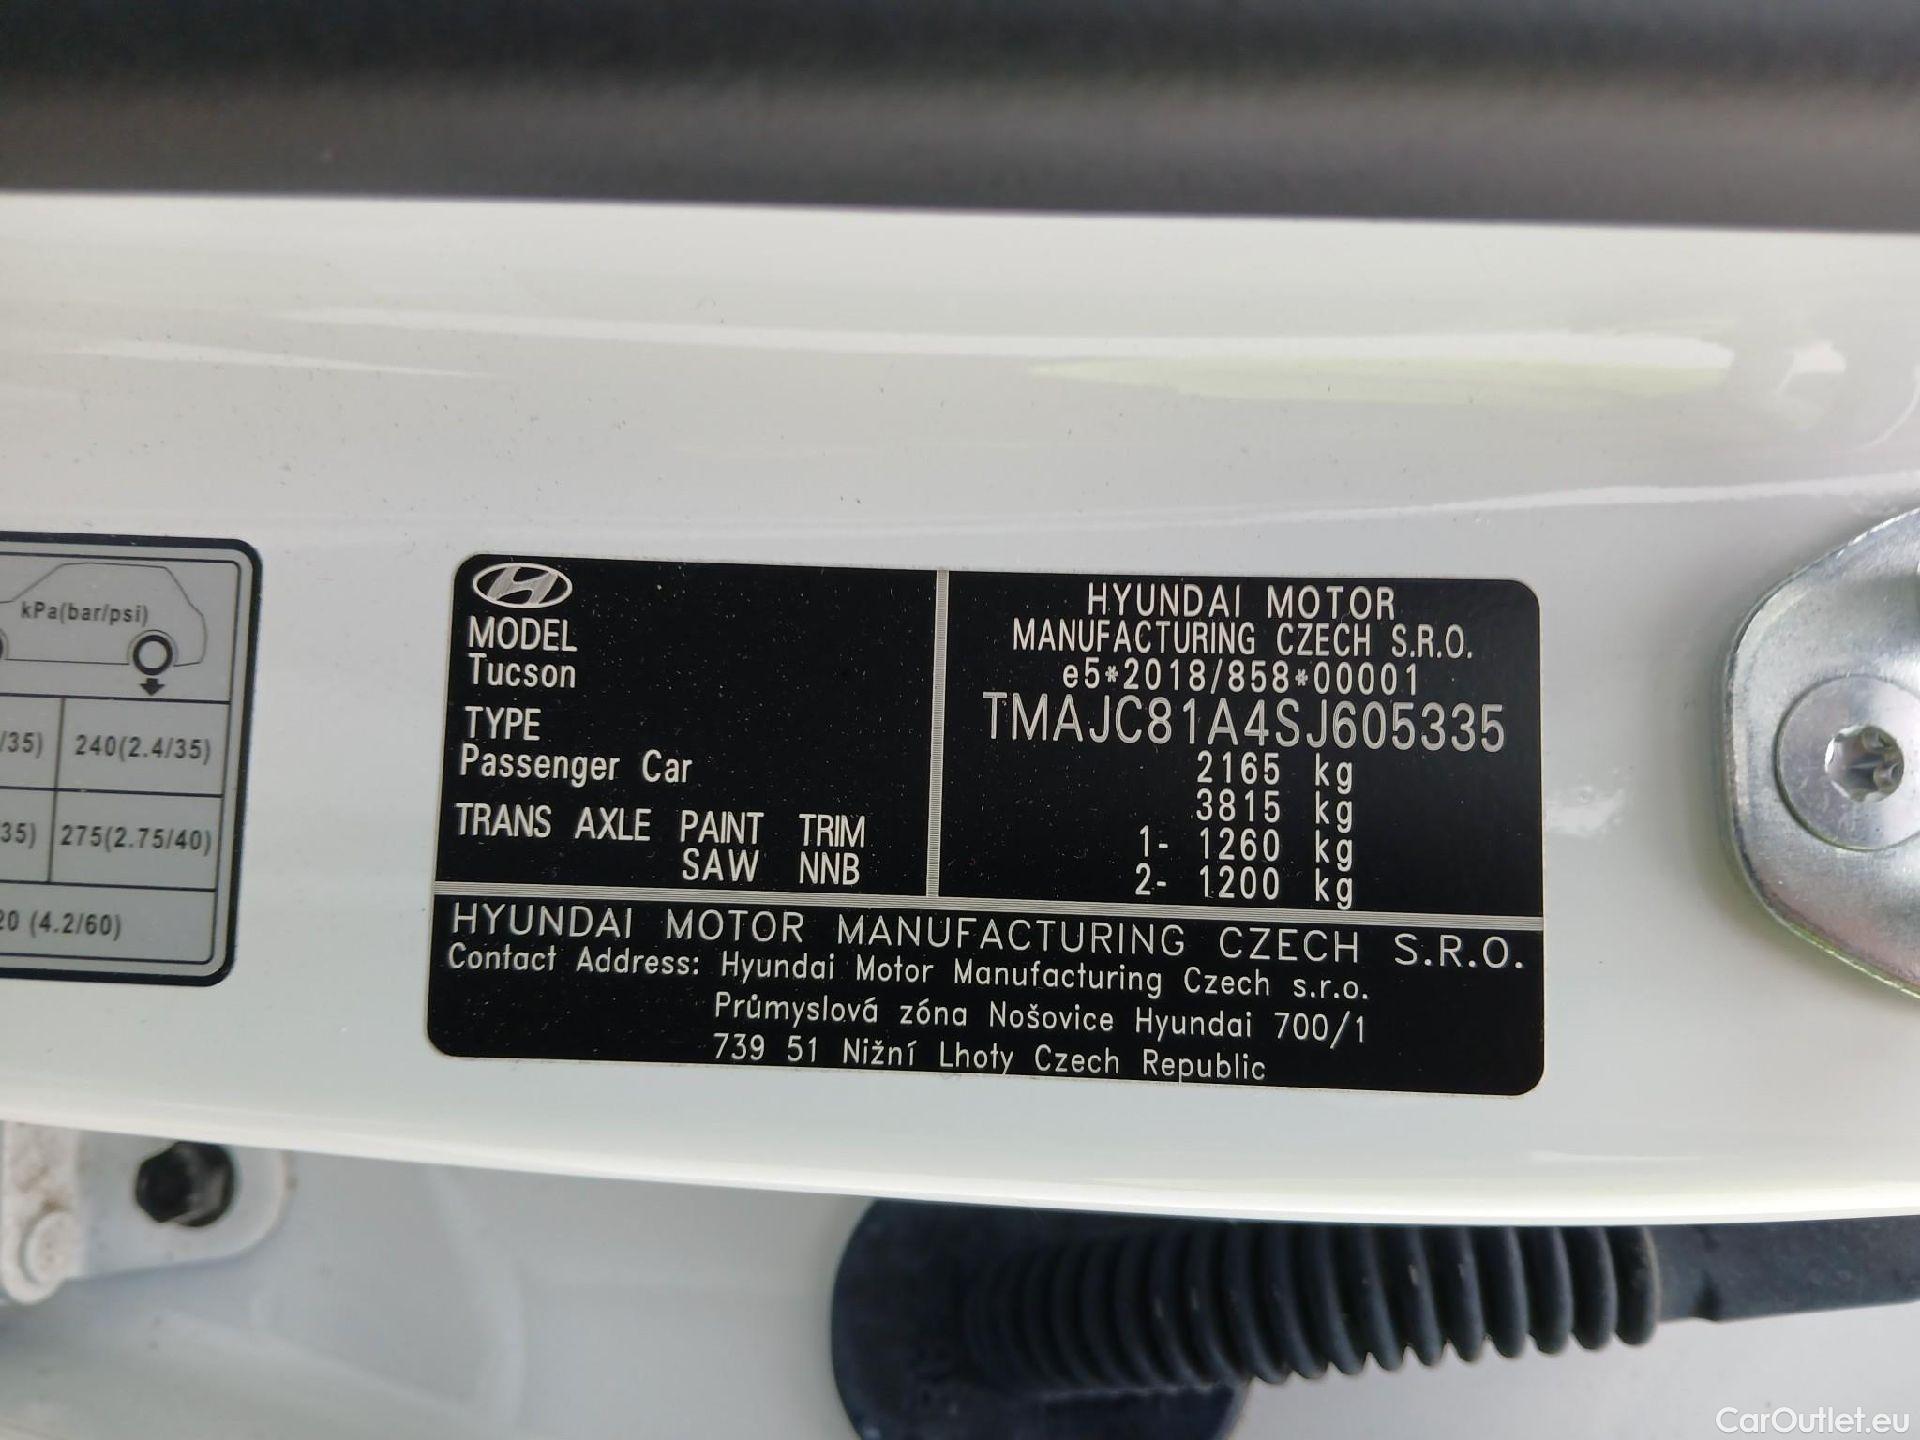 kPa(bar/psi)
/35) 240(2.4/35)
35) 275(2.75/40)
20 (4.2/60)
MODEL
Tucson
TYPE
Passenger Car
TRANS AXLE PAINT TRIM
SAW NNB
HYUNDAI MOTOR
MANUFACTURING CZECH S.R.O.
e5*2018/858*00001
TMAJC81A4SJ605335
2165 kg
3815 kg
1- 1260 kg
2- 1200 kg
HYUNDAI MOTOR MANUFACTURING CZECH S.R.O.
Contact Address: Hyundai Motor Manufacturing Czech s.r.o.
Průmyslová zóna Nošovice Hyundai 700/1
739 51 Nižní Lhoty Czech Republic
CarOutlet.eu